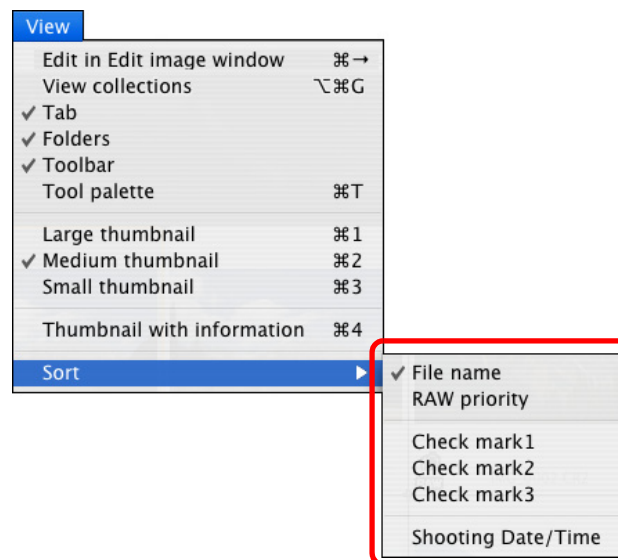 View
Edit in Edit image window ⌘→
View collections ⌥⌘G
✓ Tab
✓ Folders
✓ Toolbar
Tool palette ⌘T
Large thumbnail ⌘1
✓ Medium thumbnail ⌘2
Small thumbnail ⌘3
Thumbnail with information ⌘4
Sort ▶
✓ File name
RAW priority
Check mark1
Check mark2
Check mark3
Shooting Date/Time